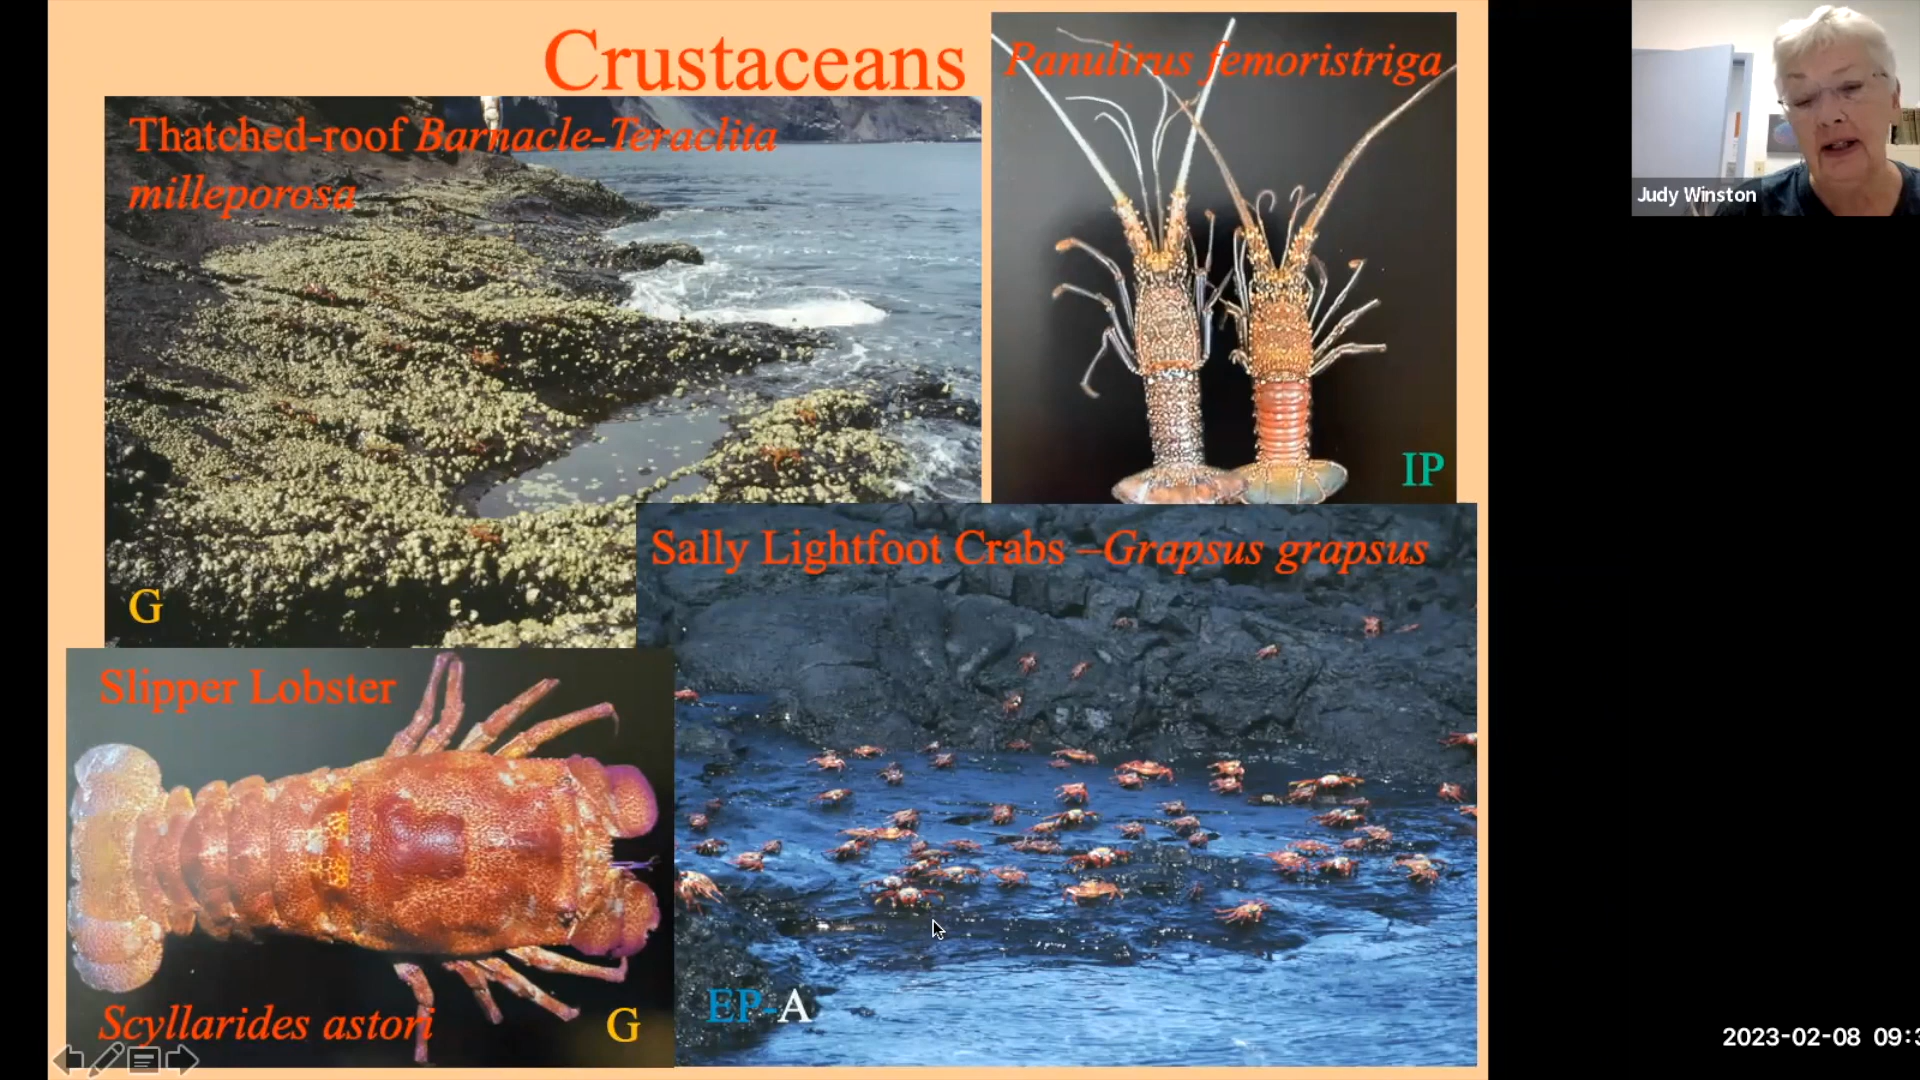 Crustaceans
Panulirus femoristriga
Thatched-roof Barnacle-Teraclita
milleporosa
Judy Winston
IP
Sally Lightfoot Crabs –Grapsus grapsus
G
Slipper Lobster
EP-A
Scyllarides astori
G
2023-02-08 09:3